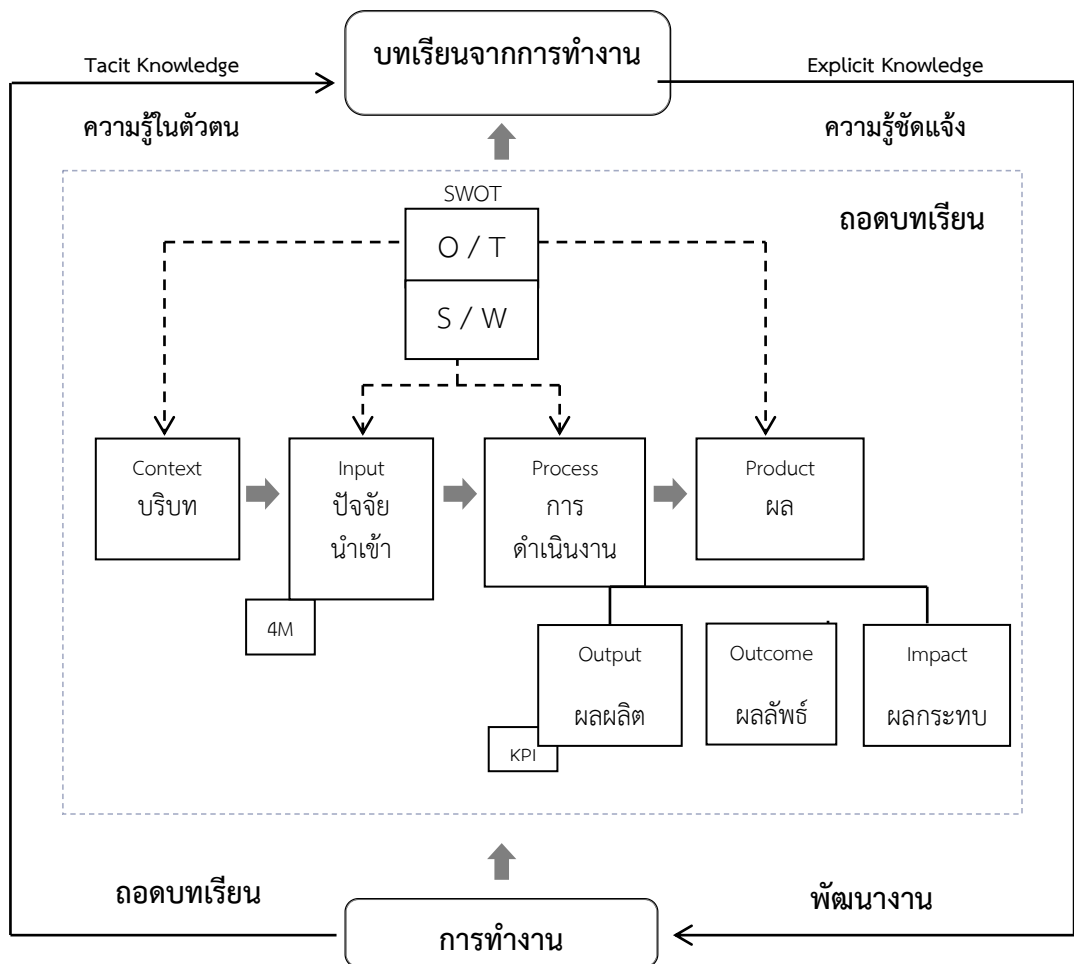 บทเรียนจากการทำงาน
Tacit Knowledge
Explicit Knowledge
ความรู้ในตัวตน
ความรู้ชัดแจ้ง
SWOT
ถอดบทเรียน
O / T
S / W
Context
บริบท
Input
ปัจจัย
นำเข้า
Process
การ
ดำเนินงาน
Product
ผล
4M
Output
ผลผลิต
Outcome
ผลลัพธ์
Impact
ผลกระทบ
KPI
ถอดบทเรียน
พัฒนางาน
การทำงาน